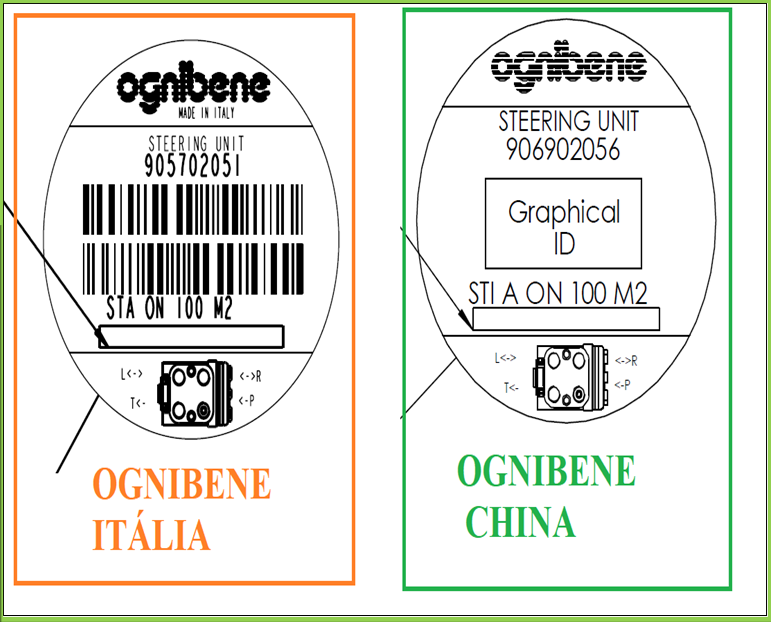 ognibene
MADE IN ITALY
STEERING UNIT
905702051
STA ON 100 M2
L<->
<->R
T<-
<-P
OGNIBENE
ITÁLIA
ognibene
STEERING UNIT
906902056
Graphical
ID
STI A ON 100 M2
L<->
<->R
T<-
<-P
OGNIBENE
CHINA